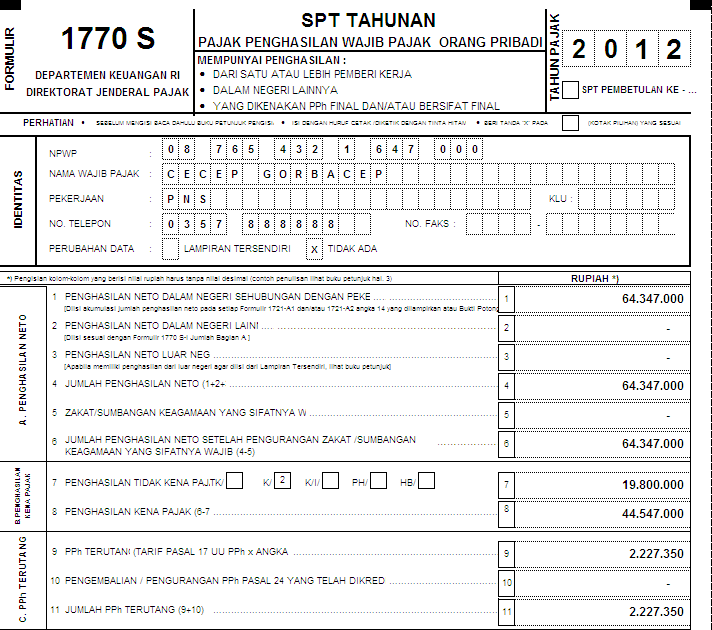 FORMULIR
1770 S
DEPARTEMEN KEUANGAN RI
DIREKTORAT JENDERAL PAJAK
SPT TAHUNAN
PAJAK PENGHASILAN WAJIB PAJAK ORANG PRIBADI
MEMPUNYAI PENGHASILAN :
• DARI SATU ATAU LEBIH PEMBERI KERJA
• DALAM NEGERI LAINNYA
• YANG DIKENAKAN PPh FINAL DAN/ATAU BERSIFAT FINAL
TAHUN PAJAK
2 0 1 2
SPT PEMBETULAN KE - ...
PERHATIAN • SEBELUM MENGISI BACA DAHULU BUKU PETUNJUK PENGISI • ISI DENGAN HURUF CETAK /DIKETIK DENGAN TINTA HITAM • BERI TANDA "X" PADA (KOTAK PILIHAN) YANG SESUAI
IDENTITAS
NPWP : 08 765 432 1 647 000
NAMA WAJIB PAJAK : CECEP GORBACEP
PEKERJAAN : PNS KLU :
NO. TELEPON : 0357 888888 NO. FAKS : -
PERUBAHAN DATA : LAMPIRAN TERSENDIRI X TIDAK ADA
*) Pengisian kolom-kolom yang berisi nilai rupiah harus tanpa nilai desimal (contoh penulisan lihat buku petunjuk hal. 3) RUPIAH *)
A. PENGHASILAN NETO
1 PENGHASILAN NETO DALAM NEGERI SEHUBUNGAN DENGAN PEKE .... 1 64.347.000
[Diisi akumulasi jumlah penghasilan neto pada setiap Formulir 1721-A1 dan/atau 1721-A2 angka 14 yang dilampirkan atau Bukti Potong
2 PENGHASILAN NETO DALAM NEGERI LAINI .... 2 -
[Diisi sesuai dengan Formulir 1770 S-I Jumlah Bagian A ]
3 PENGHASILAN NETO LUAR NEG .... 3 -
[Apabila memiliki penghasilan dari luar negeri agar diisi dari Lampiran Tersendiri, lihat buku petunjuk]
4 JUMLAH PENGHASILAN NETO (1+2+ .... 4 64.347.000
5 ZAKAT/SUMBANGAN KEAGAMAAN YANG SIFATNYA W .... 5 -
6 JUMLAH PENGHASILAN NETO SETELAH PENGURANGAN ZAKAT /SUMBANGAN .... 6 64.347.000
KEAGAMAAN YANG SIFATNYA WAJIB (4-5)
B.PENGHASILAN KENA PAJAK
7 PENGHASILAN TIDAK KENA PAJ.TK/ K/ 2 K/I/ PH/ HB/ 7 19.800.000
8 PENGHASILAN KENA PAJAK (6-7 .... 8 44.547.000
C. PPh TERUTANG
9 PPh TERUTANI (TARIF PASAL 17 UU PPh x ANGKA .... 9 2.227.350
10 PENGEMBALIAN / PENGURANGAN PPh PASAL 24 YANG TELAH DIKRED .... 10 -
11 JUMLAH PPh TERUTANG (9+10) .... 11 2.227.350